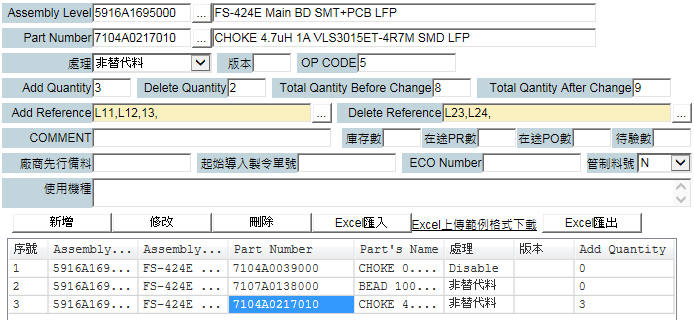 Assembly Level 5916A1695000 ... FS-424E Main BD SMT+PCB LFP
Part Number 7104A0217010 ... CHOKE 4.7uH 1A VLS3015ET-4R7M SMD LFP
處理 非替代料 版本 OP CODE 5
Add Quantity 3 Delete Quantity 2 Total Qantity Before Change 8 Total Qantity After Change 9
Add Reference L11,L12,13, ... Delete Reference L23,L24, ...
COMMENT 庫存數 在途PR數 在途PO數 待驗數
廠商先行備料 起始導入製令單號 ECO Number 管制料號 N
使用機種
新增 修改 刪除 Excel匯入 Excel上傳範例格式下載 Excel匯出
序號 Assembly... Assembly... Part Number Part's Name 處理 版本 Add Quantity
1 5916A169... FS-424E ... 7104A0039000 CHOKE 0.... Disable 0
2 5916A169... FS-424E ... 7107A0138000 BEAD 100... 非替代料 0
3 5916A169... FS-424E ... 7104A0217010 CHOKE 4.... 非替代料 3